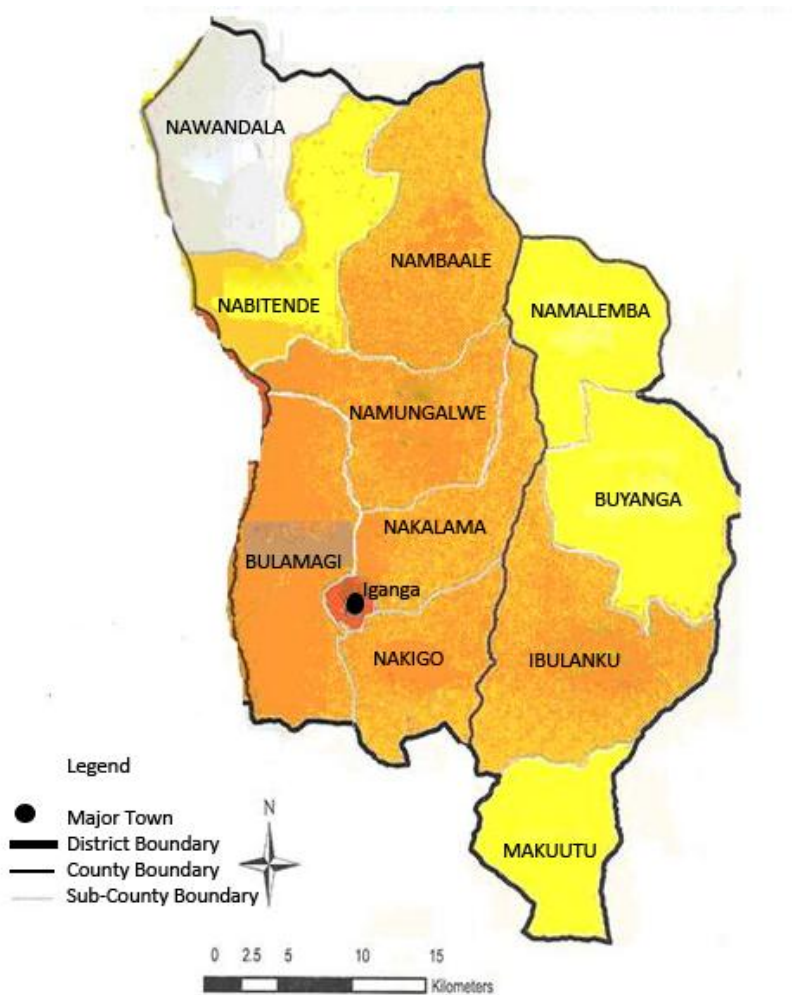 NAWANDALA
NAMBAALE
NABITENDE
NAMALEMBA
NAMUNGALWE
BUYANGA
NAKALAMA
BULAMAGI
Iganga
NAKIGO
IBULANKU
MAKUUTU
Legend
Major Town
District Boundary
County Boundary
Sub-County Boundary
N
0 2.5 5 10 15
Kilometers